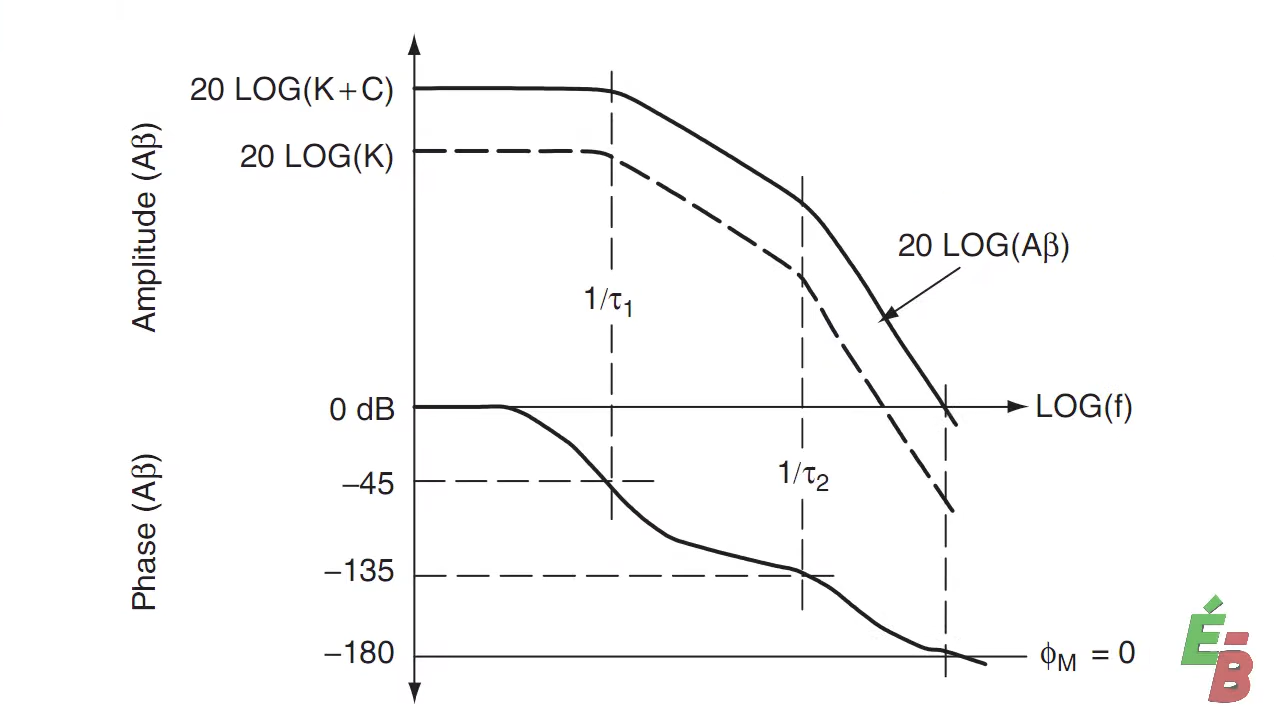 20 LOG(K+C)
20 LOG(K)
Amplitude (Aβ)
20 LOG(Aβ)
1/τ1
0 dB
LOG(f)
1/τ2
Phase (Aβ)
–45
–135
–180
ϕM = 0
É
B